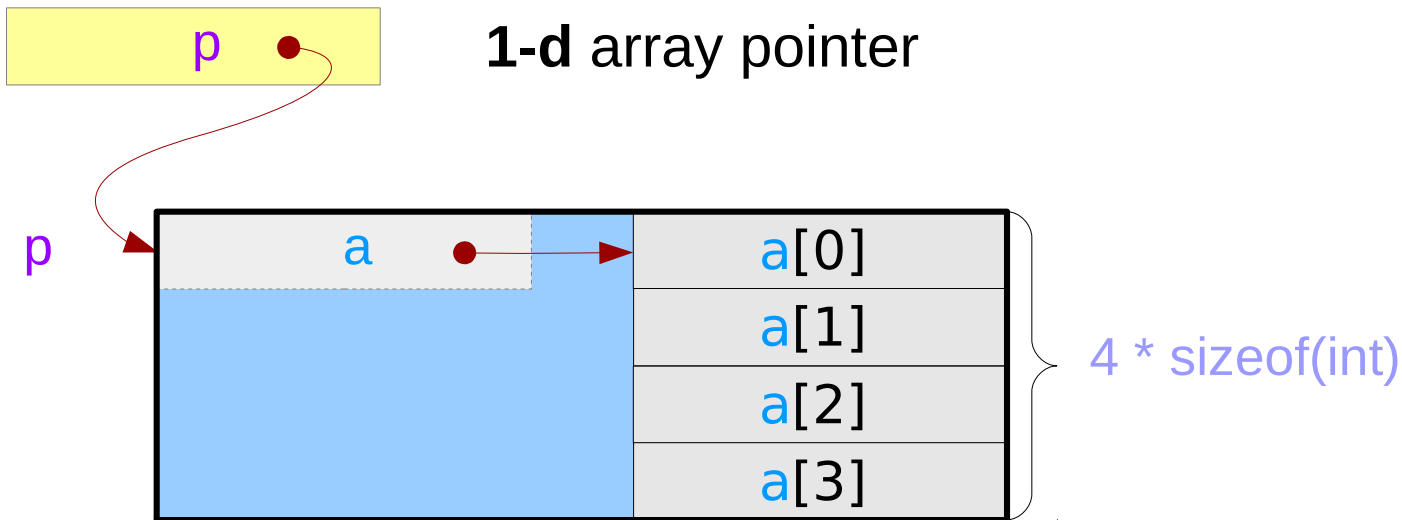 p
1-d array pointer
p
a
a[0]
a[1]
4 * sizeof(int)
a[2]
a[3]